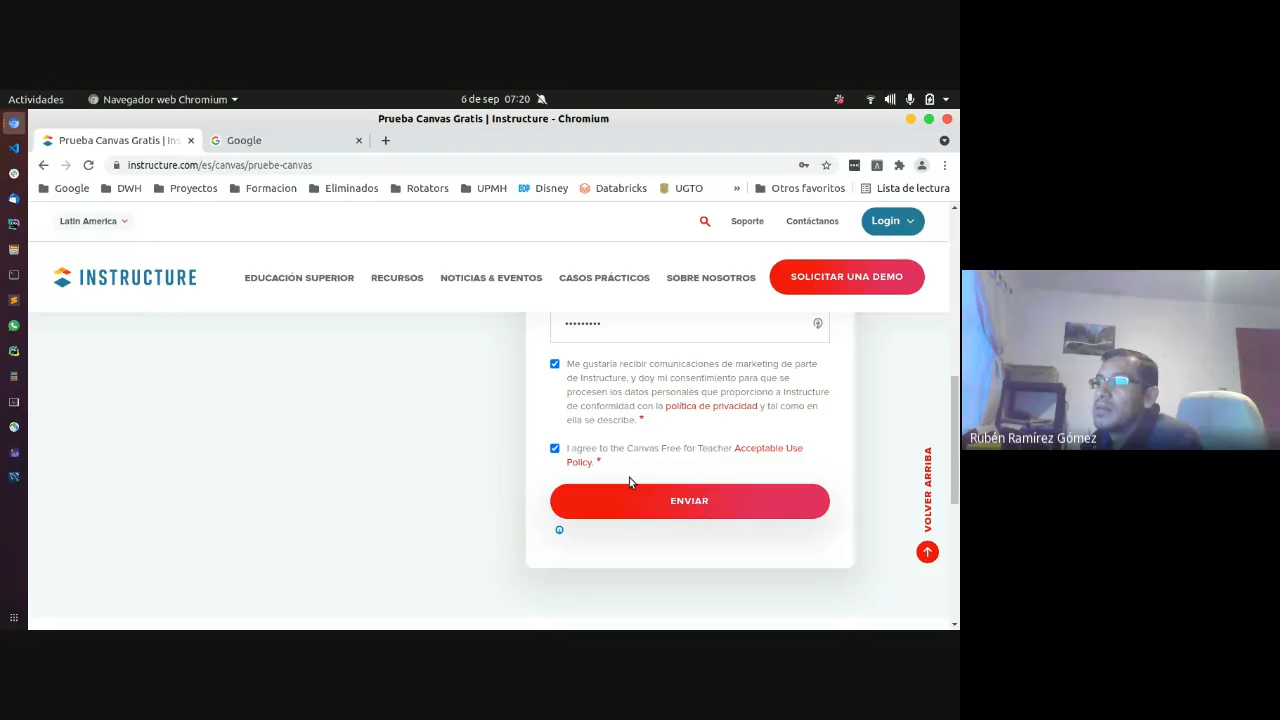 Actividades
Navegador web Chromium
6 de sep 07:20
Prueba Canvas Gratis | Instructure - Chromium
Prueba Canvas Gratis | Ins
Google
instructure.com/es/canvas/pruebe-canvas
Google
DWH
Proyectos
Formacion
Eliminados
Rotators
UPMH
BDP Disney
Databricks
UGTO
»
Otros favoritos
Lista de lectura
Latin America
Soporte
Contáctanos
Login
INSTRUCTURE
EDUCACIÓN SUPERIOR
RECURSOS
NOTICIAS & EVENTOS
CASOS PRÁCTICOS
SOBRE NOSOTROS
SOLICITAR UNA DEMO
•••••••••
Me gustaría recibir comunicaciones de marketing de parte
de Instructure, y doy mi consentimiento para que se
procesen los datos personales que proporciono a Instructure
de conformidad con la política de privacidad y tal como en
ella se describe. *
I agree to the Canvas Free for Teacher Acceptable Use
Policy. *
ENVIAR
VOLVER ARRIBA
Rubén Ramírez Gómez